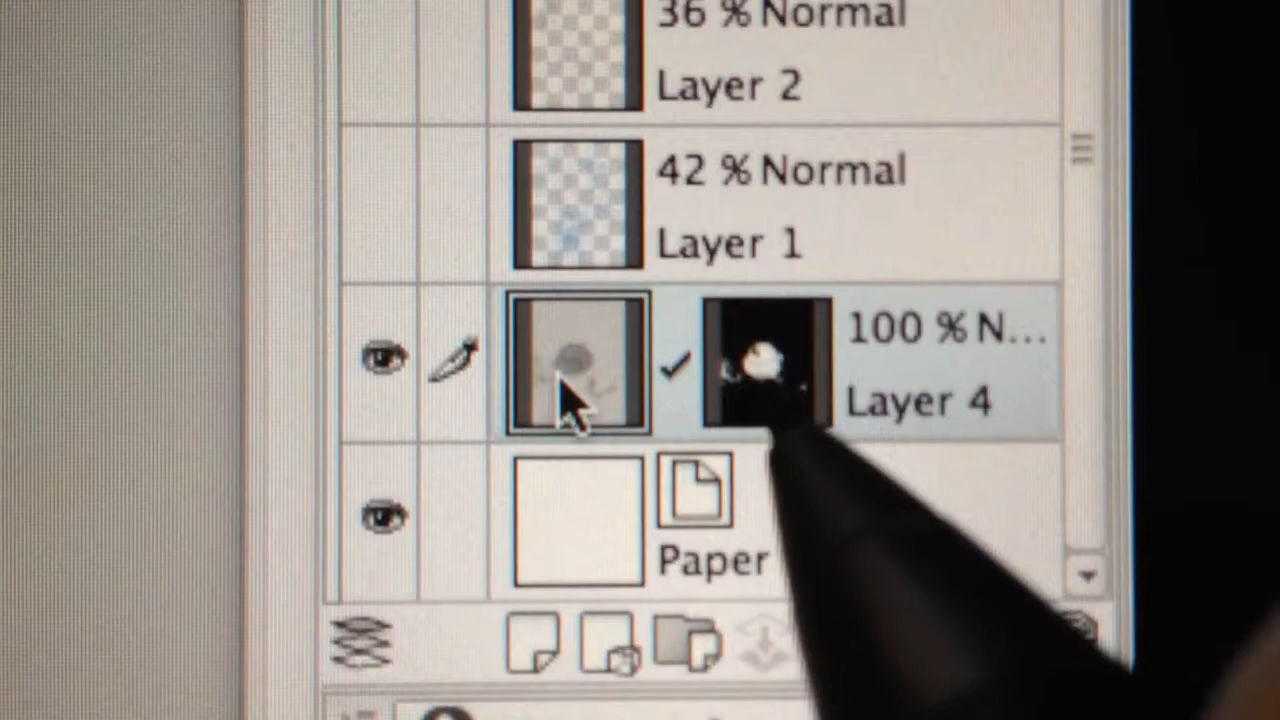 36 % Normal
Layer 2
42 % Normal
Layer 1
100 % N...
Layer 4
Paper